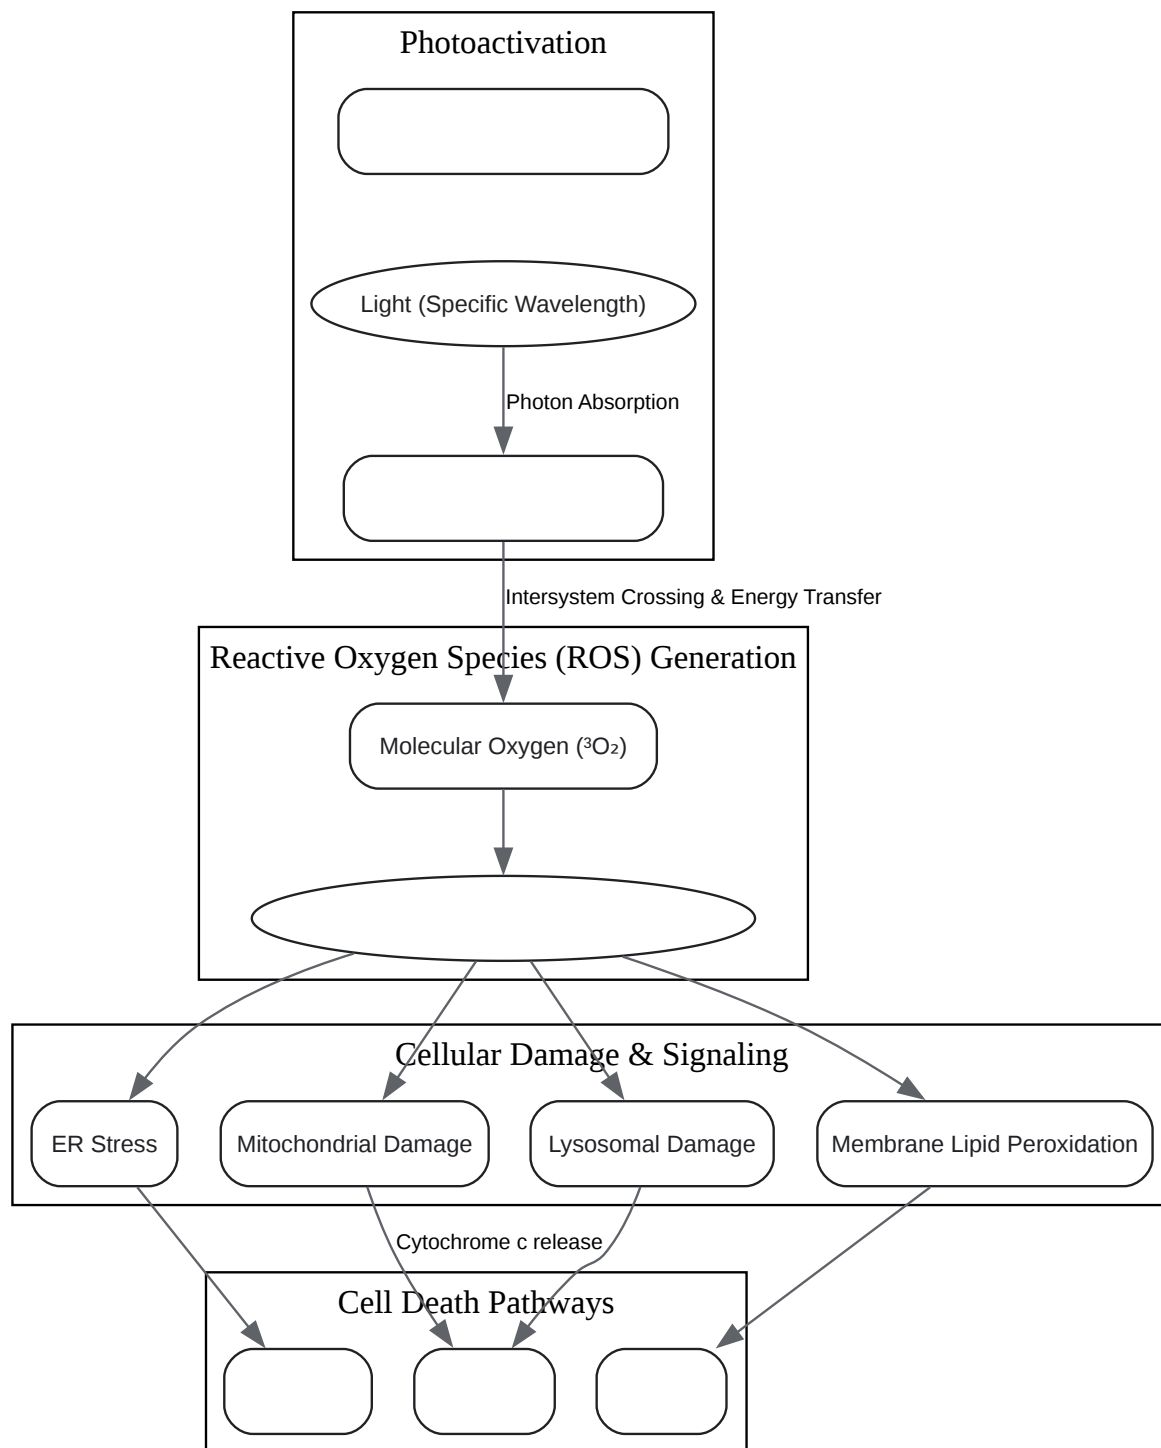 Photoactivation
Light (Specific Wavelength)
Photon Absorption
Intersystem Crossing & Energy Transfer
Reactive Oxygen Species (ROS) Generation
Molecular Oxygen (³O₂)
Cellular Damage & Signaling
ER Stress
Mitochondrial Damage
Lysosomal Damage
Membrane Lipid Peroxidation
Cytochrome c release
Cell Death Pathways